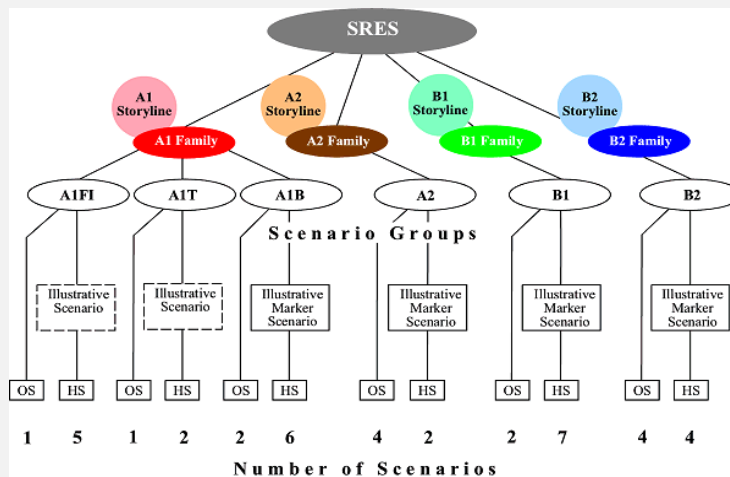 SRES
A1
Storyline
A2
Storyline
B1
Storyline
B2
Storyline
A1 Family
A2 Family
B1 Family
B2 Family
A1FI
A1T
A1B
A2
B1
B2
Scenario Groups
Illustrative
Scenario
Illustrative
Scenario
Illustrative
Marker
Scenario
Illustrative
Marker
Scenario
Illustrative
Marker
Scenario
Illustrative
Marker
Scenario
OS HS OS HS OS HS OS HS OS HS OS HS
1 5 1 2 2 6 4 2 2 7 4 4
Number of Scenarios